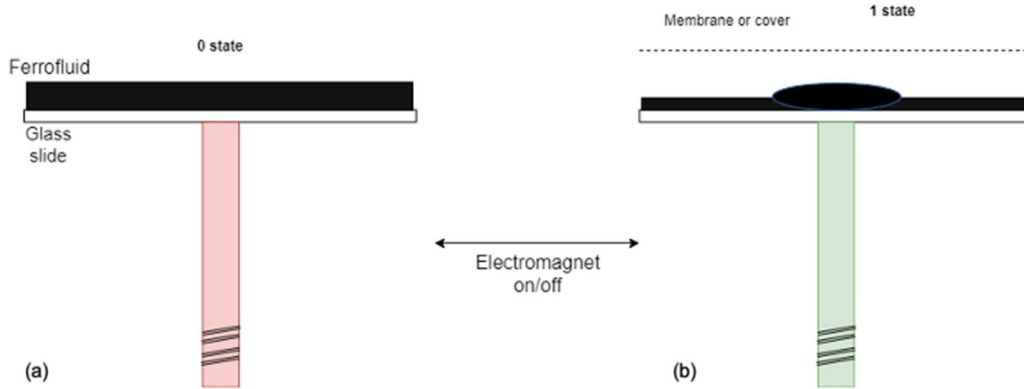 0 state
Ferrofluid
Glass
slide
Membrane or cover
1 state
Electromagnet
on/off
(a)
(b)